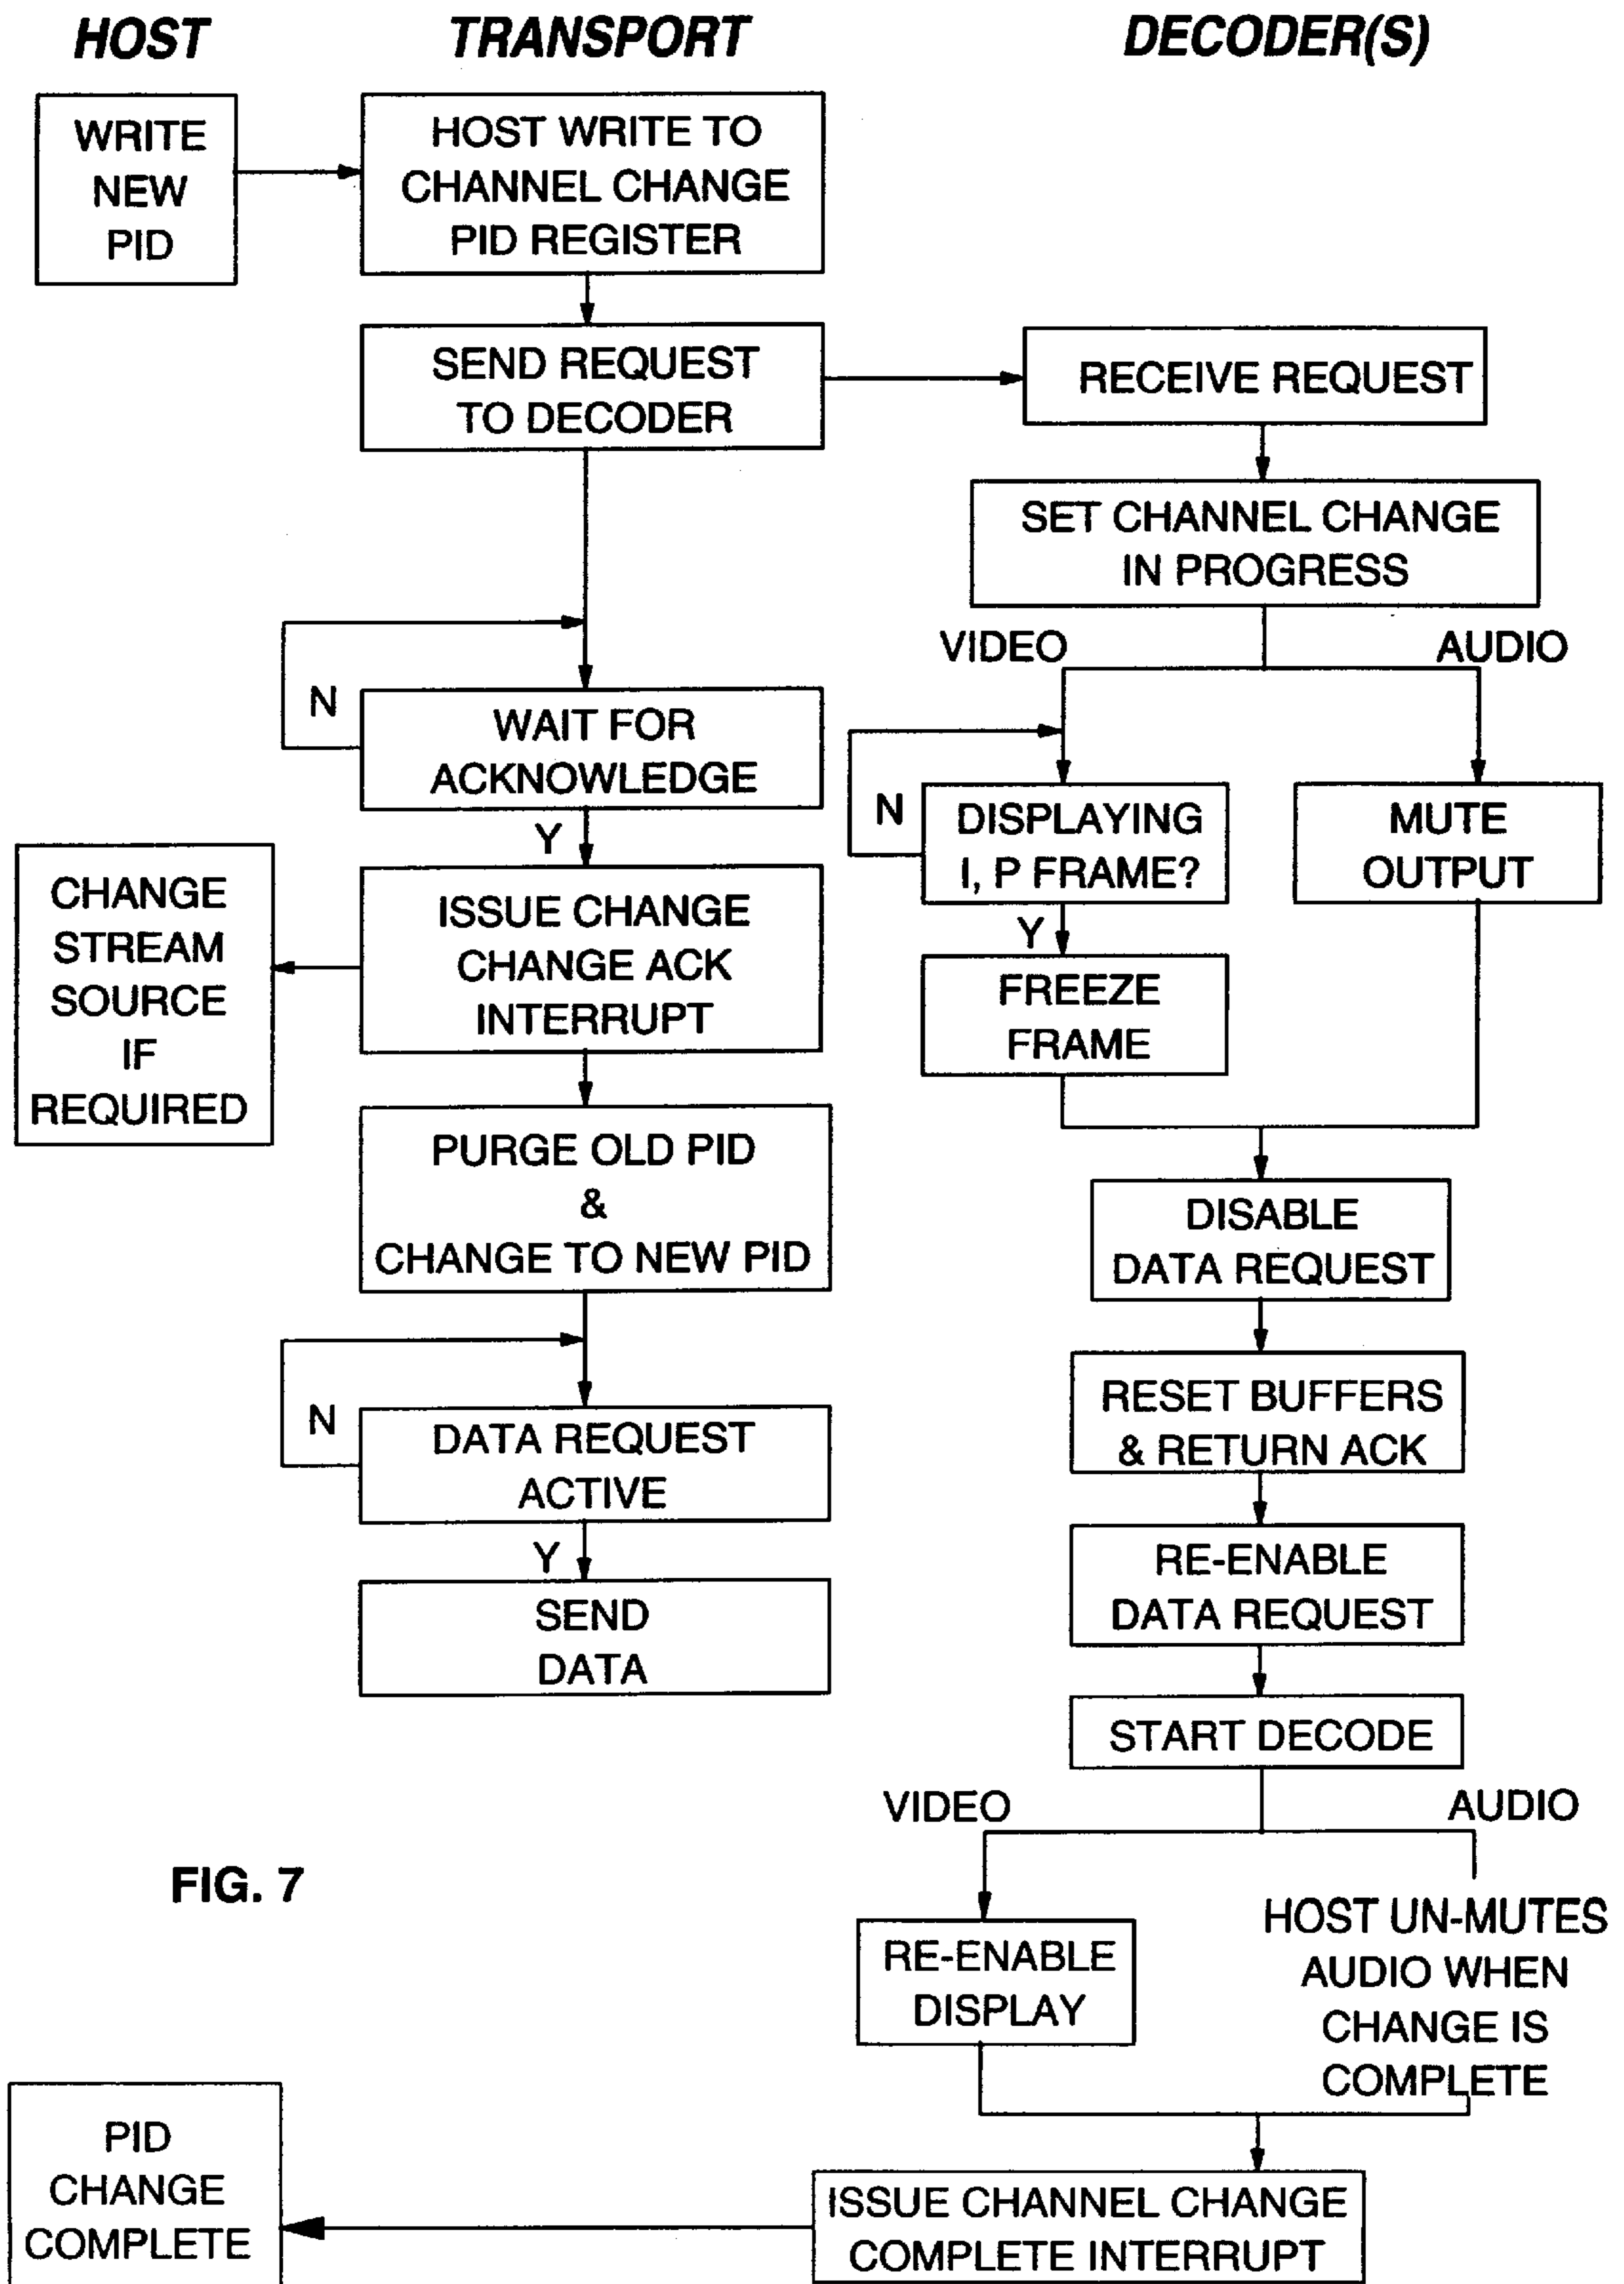 HOST
TRANSPORT
DECODER(S)
WRITE
NEW
PID
HOST WRITE TO
CHANNEL CHANGE
PID REGISTER
SEND REQUEST
TO DECODER
RECEIVE REQUEST
SET CHANNEL CHANGE
IN PROGRESS
VIDEO
AUDIO
N
WAIT FOR
ACKNOWLEDGE
Y
N
DISPLAYING
I, P FRAME?
Y
MUTE
OUTPUT
CHANGE
STREAM
SOURCE
IF
REQUIRED
ISSUE CHANGE
CHANGE ACK
INTERRUPT
FREEZE
FRAME
PURGE OLD PID
&
CHANGE TO NEW PID
DISABLE
DATA REQUEST
N
DATA REQUEST
ACTIVE
Y
RESET BUFFERS
& RETURN ACK
SEND
DATA
RE-ENABLE
DATA REQUEST
START DECODE
VIDEO
AUDIO
FIG. 7
RE-ENABLE
DISPLAY
HOST UN-MUTES
AUDIO WHEN
CHANGE IS
COMPLETE
PID
CHANGE
COMPLETE
ISSUE CHANNEL CHANGE
COMPLETE INTERRUPT